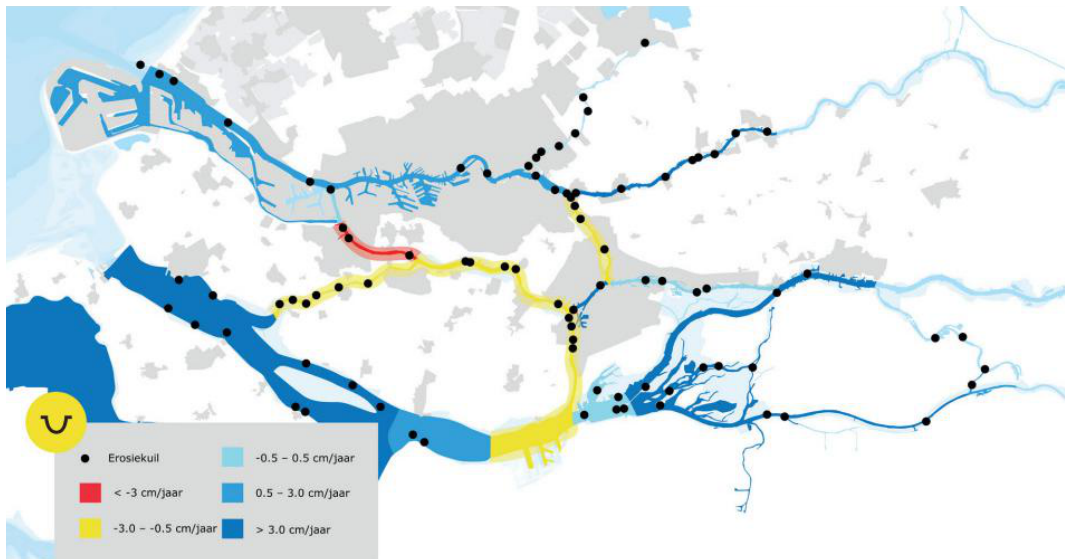 Erosiekuil
< -3 cm/jaar
-3.0 – -0.5 cm/jaar
-0.5 – 0.5 cm/jaar
0.5 – 3.0 cm/jaar
> 3.0 cm/jaar